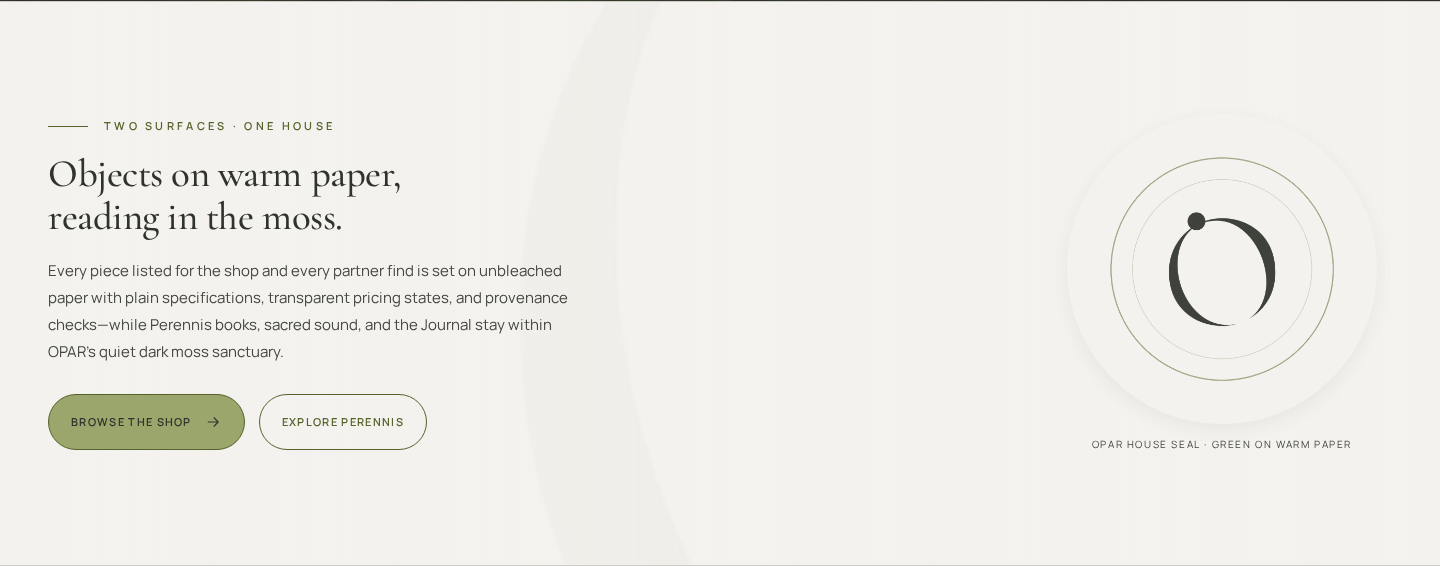 TWO SURFACES · ONE HOUSE
Objects on warm paper,
reading in the moss.
Every piece listed for the shop and every partner find is set on unbleached
paper with plain specifications, transparent pricing states, and provenance
checks—while Perennis books, sacred sound, and the Journal stay within
OPAR's quiet dark moss sanctuary.
BROWSE THE SHOP →
EXPLORE PERENNIS
OPAR HOUSE SEAL · GREEN ON WARM PAPER